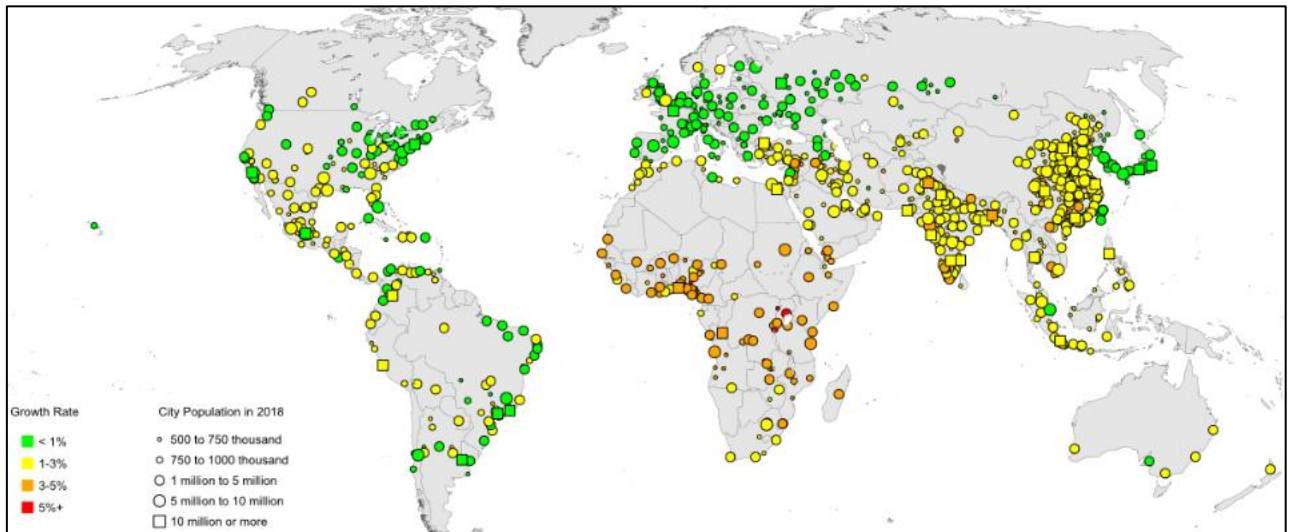 Growth Rate
< 1%
1-3%
3-5%
5%+
City Population in 2018
500 to 750 thousand
750 to 1000 thousand
1 million to 5 million
5 million to 10 million
10 million or more